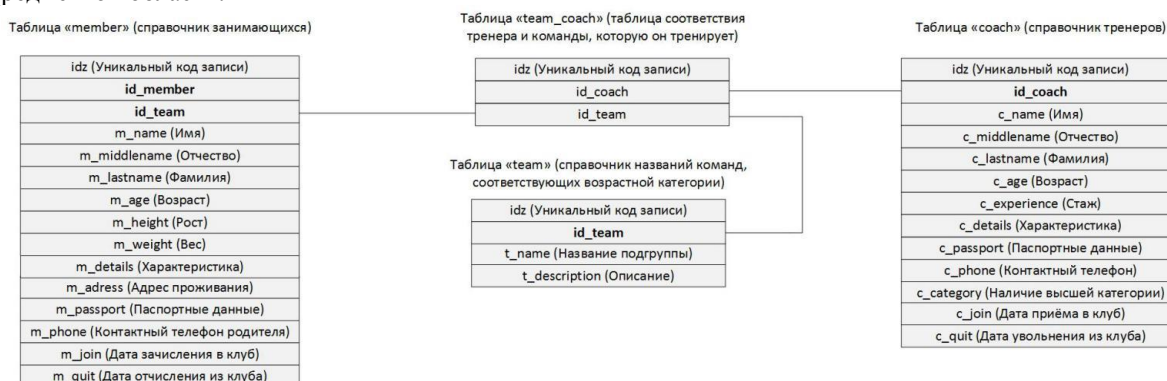 Таблица «member» (справочник занимающихся)
idz (Уникальный код записи)
id_member
id_team
m_name (Имя)
m_middlename (Отчество)
m_lastname (Фамилия)
m_age (Возраст)
m_height (Рост)
m_weight (Вес)
m_details (Характеристика)
m_adress (Адрес проживания)
m_passport (Паспортные данные)
m_phone (Контактный телефон родителя)
m_join (Дата зачисления в клуб)
m_quit (Дата отчисления из клуба)
Таблица «team_coach» (таблица соответствия
тренера и команды, которую он тренирует)
idz (Уникальный код записи)
id_coach
id_team
Таблица «team» (справочник названий команд,
соответствующих возрастной категории)
idz (Уникальный код записи)
id_team
t_name (Название подгруппы)
t_description (Описание)
Таблица «coach» (справочник тренеров)
idz (Уникальный код записи)
id_coach
c_name (Имя)
c_middlename (Отчество)
c_lastname (Фамилия)
c_age (Возраст)
c_experience (Стаж)
c_details (Характеристика)
c_passport (Паспортные данные)
c_phone (Контактный телефон)
c_category (Наличие высшей категории)
c_join (Дата приёма в клуб)
c_quit (Дата увольнения из клуба)